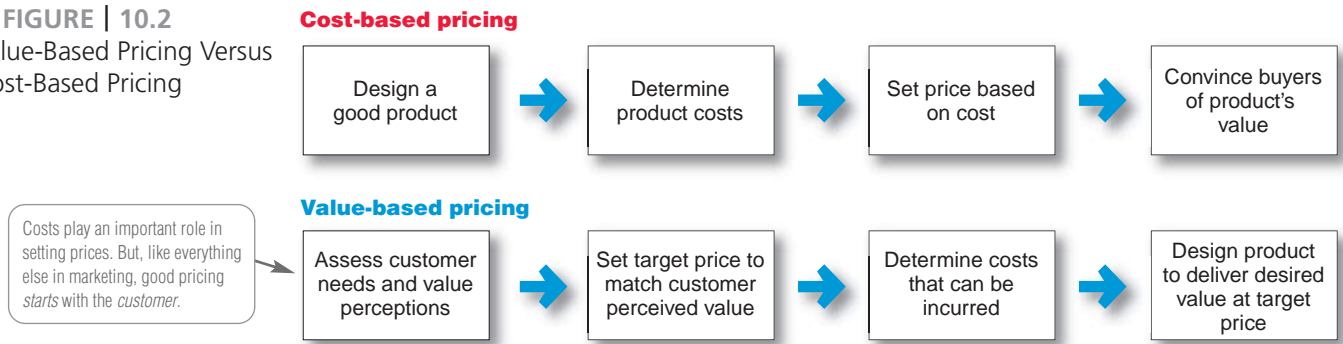 FIGURE | 10.2
Pricing Versus
Pricing
Cost-based pricing
Design a
good product
Determine
product costs
Set price based
on cost
Convince buyers
of product's
value
Value-based pricing
Costs play an important role in
setting prices. But, like everything
else in marketing, good pricing
starts with the customer.
Assess customer
needs and value
perceptions
Set target price to
match customer
perceived value
Determine costs
that can be
incurred
Design product
to deliver desired
value at target
price